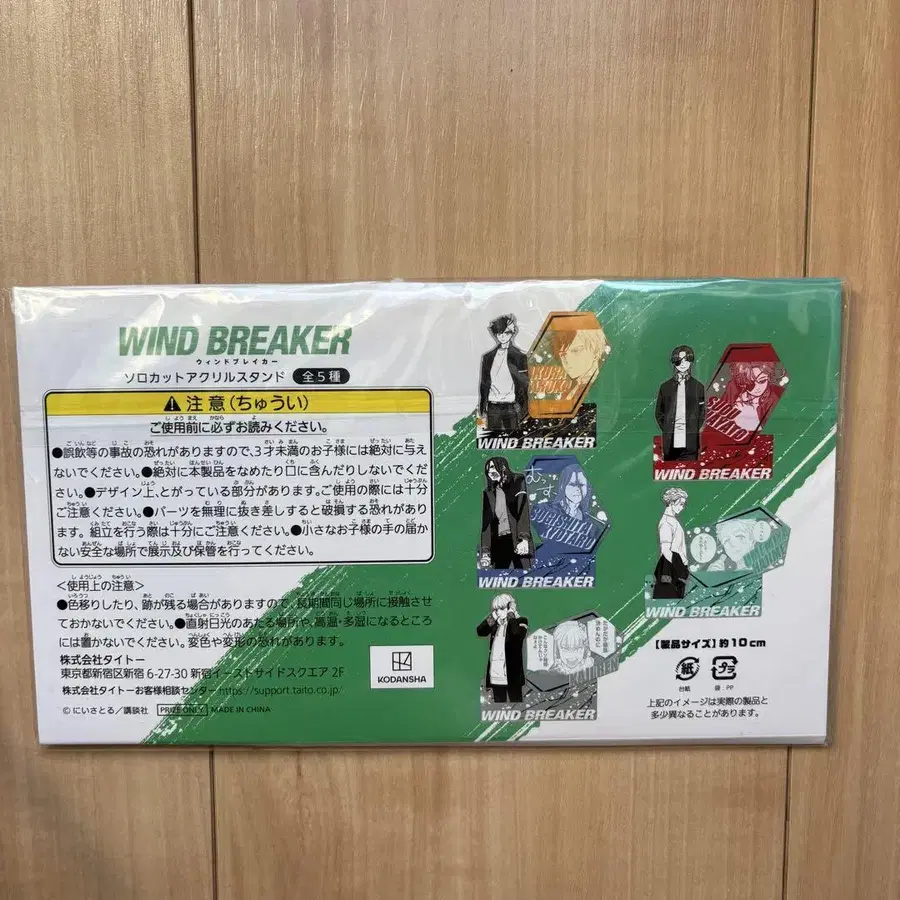 WIND BREAKER
ウィンドブレイカー
ソロカットアクリルスタンド 全5種
⚠ 注意(ちゅうい)
ご使用前に必ずお読みください。
●誤飲等の事故の恐れがありますので、3才未満のお子様には絶対に与え
ないでください。●絶対に本製品をなめたり口に含んだりしないでくだ
さい。●デザイン上、とがっている部分があります。ご使用の際には十分
ご注意ください。●パーツを無理に抜き差しすると破損する恐れがあり
ます。組立を行う際は十分にご注意ください。●小さなお子様の手の届か
ない安全な場所で展示及び保管を行ってください。
<使用上の注意>
●色移りしたり、跡が残る場合がありますので、長期間同じ場所に接触させ
ておかないでください。●直射日光のあたる場所や、高温・多湿になるところ
には置かないでください。変色や変形の恐れがあります。
株式会社タイトー
東京都新宿区新宿 6-27-30 新宿イーストサイドスクエア 2F
株式会社タイトーお客様相談センター https://support.taito.co.jp/
©にいさとる/講談社 PRIZE ONLY MADE IN CHINA
KODANSHA
WIND BREAKER
WIND BREAKER
WIND BREAKER
WIND BREAKER
WIND BREAKER
【製品サイズ】約10cm
紙 プラ
台紙 袋:PP
上記のイメージは実際の製品と
多少異なることがあります。